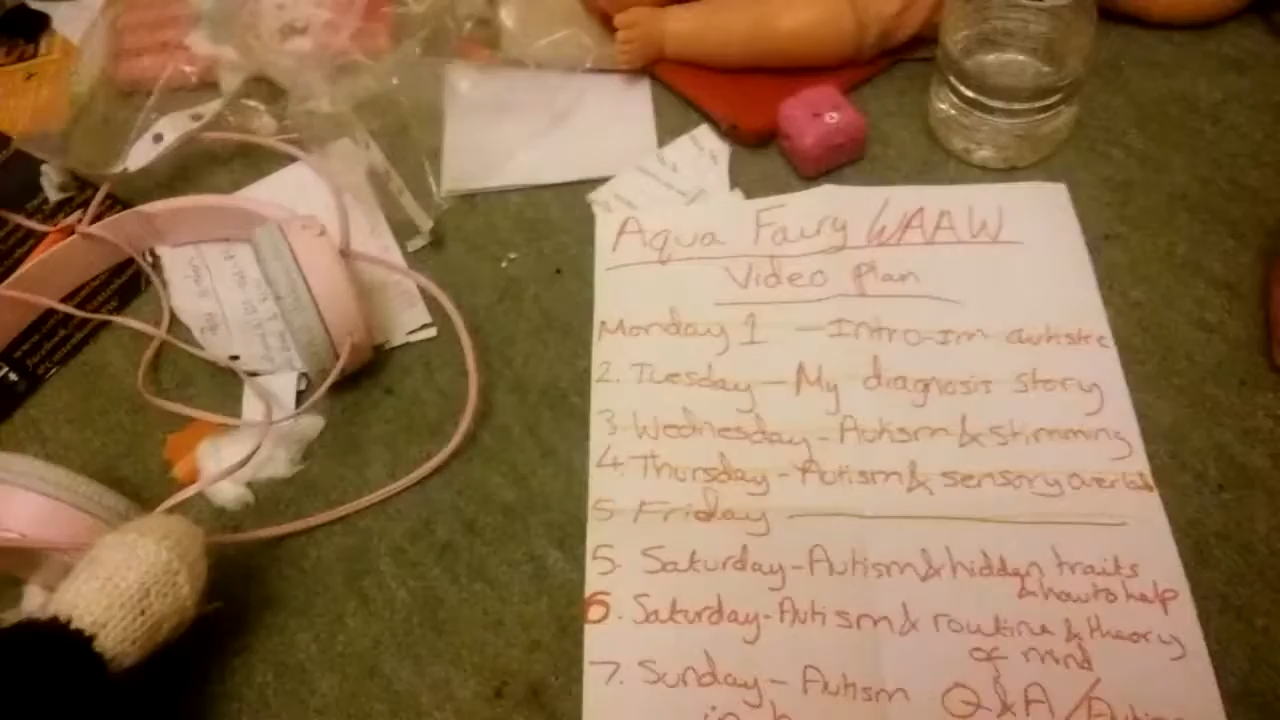 Aqua Fairy WAAW
Video Plan
Monday 1 - Intro-Im autistic
2. Tuesday - My diagnosis story
3. Wednesday - Autism & stimming
4. Thursday - Autism & sensory overload
5 Friday
5. Saturday - Autism & hidden traits
& how to help
6. Saturday - Autism & routine & theory
of mind
7. Sunday - Autism Q&A /